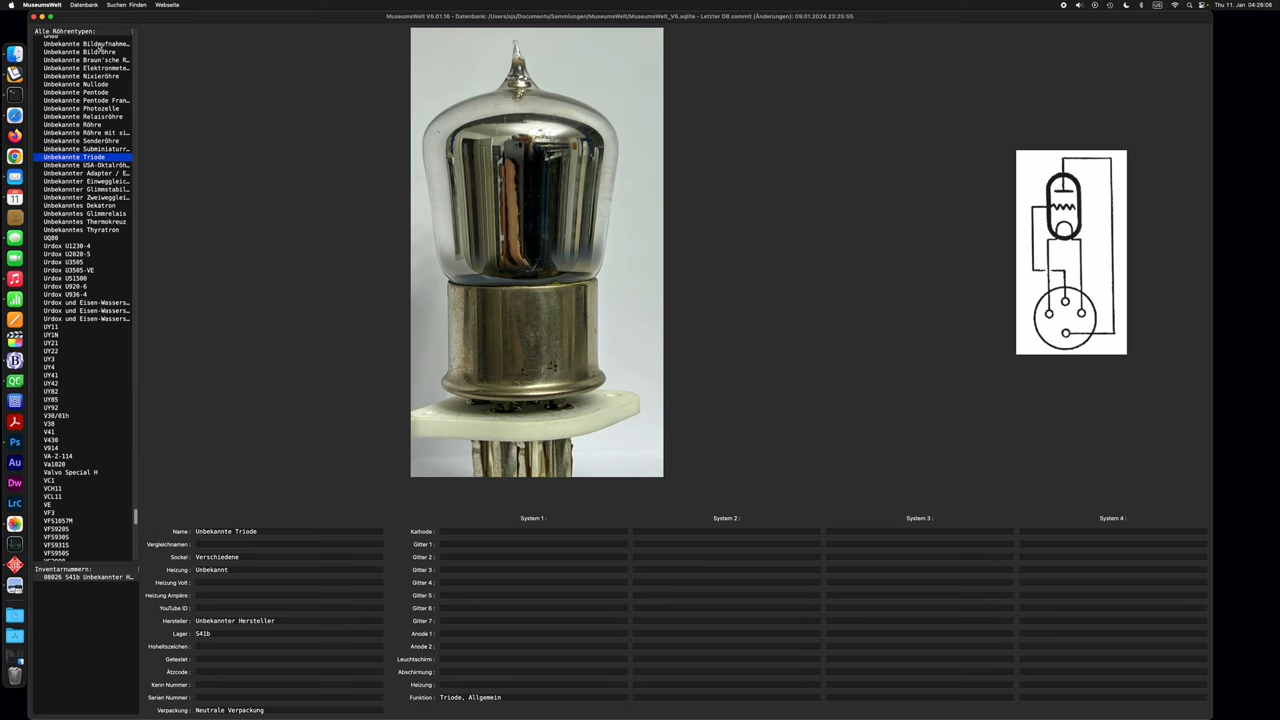 MuseumsWelt Datenbank Suchen Finden Webseite
US Thu 11. Jan. 04:26:08
MuseumsWelt V6.01.16 - Datenbank: /Users/sjs/Documents/Sammlungen/MuseumsWelt/MuseumsWelt_V6.sqlite - Letzter DB commit (Änderungen): 09.01.2024 23:25:55
Alle Röhrentypen:
Unbekannte Bildaufnahme…
Unbekannte Bildröhre
Unbekannte Braun'sche R…
Unbekannte Elektronmete…
Unbekannte Nixieröhre
Unbekannte Nullode
Unbekannte Pentode
Unbekannte Pentode Fran…
Unbekannte Photozelle
Unbekannte Relaisröhre
Unbekannte Röhre
Unbekannte Röhre mit si…
Unbekannte Senderöhre
Unbekannte Subminiaturr…
Unbekannte Triode
Unbekannte USA-Oktalröh…
Unbekannter Adapter / E…
Unbekannter Einweggleic…
Unbekannter Glimmstabil…
Unbekannter Zweiweggleic…
Unbekanntes Dekatron
Unbekanntes Glimmrelais
Unbekanntes Thermokreuz
Unbekanntes Thyratron
UQ80
Urdox U1230-4
Urdox U2020-5
Urdox U3505
Urdox U3505-VE
Urdox U51500
Urdox U920-6
Urdox U936-4
Urdox und Eisen-Wassers…
Urdox und Eisen-Wassers…
Urdox und Eisen-Wassers…
UY11
UY1N
UY21
UY22
UY3
UY4
UY41
UY42
UY82
UY85
UY92
V30/01h
V38
V41
V430
V914
VA-Z-114
Va1020
Valvo Special H
VC1
VCH11
VCL11
VE
VF3
VFS1057M
VFS920S
VFS930S
VFS931S
VFS950S
Inventarnummern:
08026 S41b Unbekannter H…
System 1 : System 2 : System 3 : System 4 :
Name : Unbekannte Triode Kathode :
Vergleichnamen : Gitter 1 :
Sockel : Verschiedene Gitter 2 :
Heizung : Unbekannt Gitter 3 :
Heizung Volt : Gitter 4 :
Heizung Ampère : Gitter 5 :
YouTube ID : Gitter 6 :
Hersteller : Unbekannter Hersteller Gitter 7 :
Lager : S41b Anode 1 :
Hoheitszeichen : Anode 2 :
Getestet : Leuchtschirm :
Ätzcode : Abschirmung :
Kenn Nummer : Heizung :
Serien Nummer : Funktion : Triode, Allgemein
Verpackung : Neutrale Verpackung